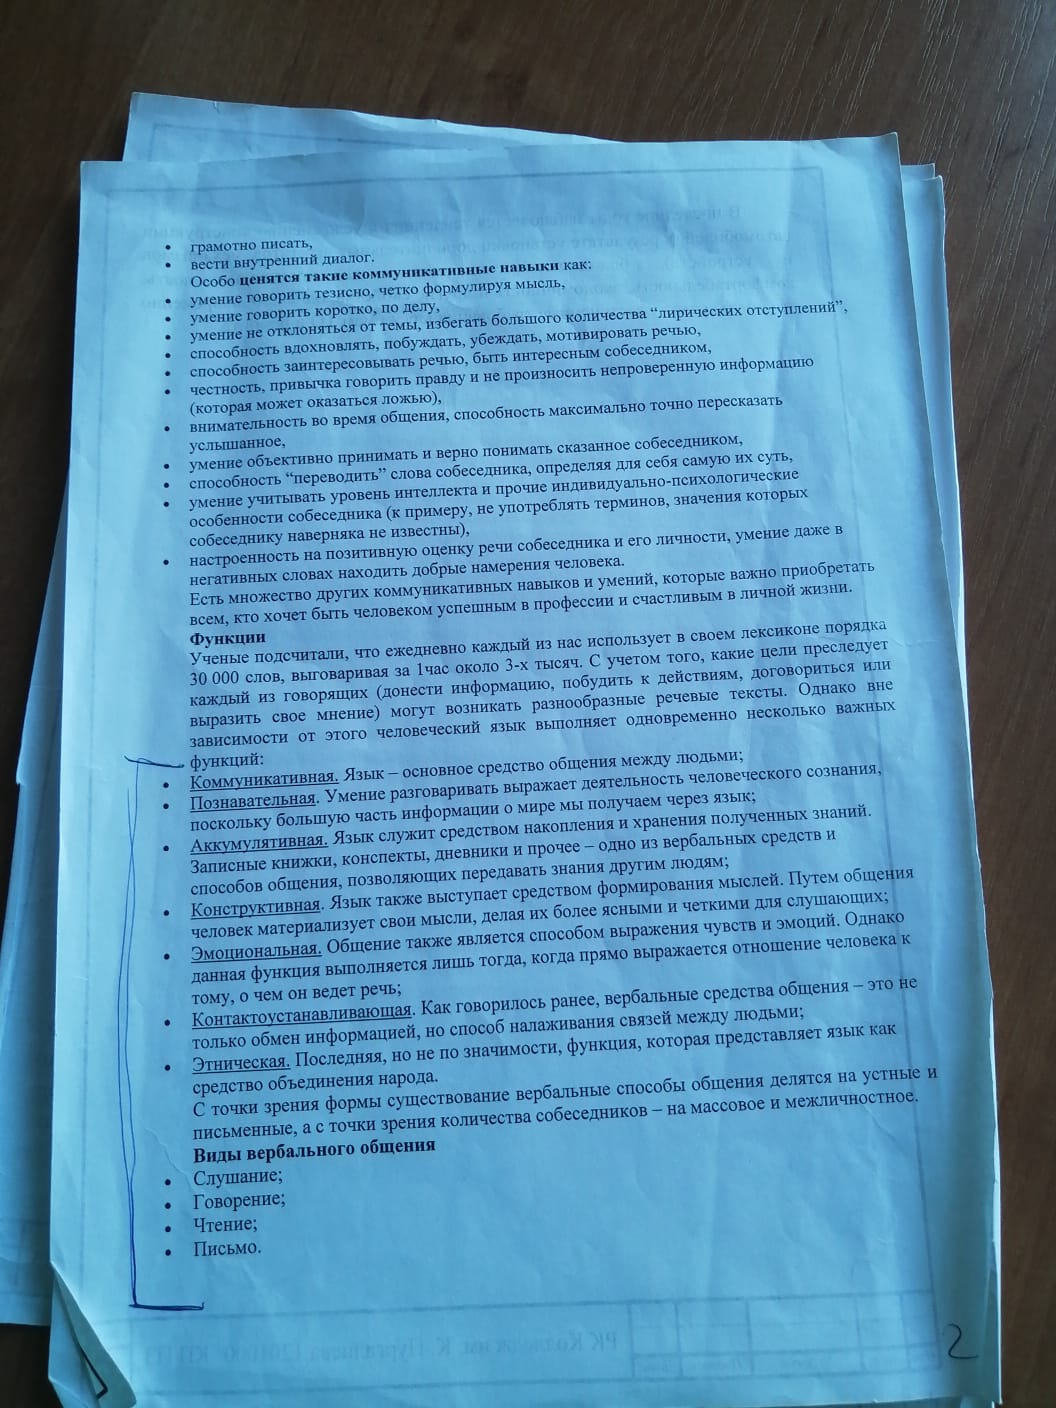 • грамотно писать,
• вести внутренний диалог.
Особо ценятся такие коммуникативные навыки как:
• умение говорить тезисно, четко формулируя мысль,
• умение говорить коротко, по делу,
• умение не отклоняться от темы, избегать большого количества “лирических отступлений”,
• способность вдохновлять, побуждать, убеждать, мотивировать речью,
• способность заинтересовывать речью, быть интересным собеседником,
• честность, привычка говорить правду и не произносить непроверенную информацию
(которая может оказаться ложью),
• внимательность во время общения, способность максимально точно пересказать
услышанное,
• умение объективно принимать и верно понимать сказанное собеседником,
• способность “переводить” слова собеседника, определяя для себя самую их суть,
• умение учитывать уровень интеллекта и прочие индивидуально-психологические
особенности собеседника (к примеру, не употреблять терминов, значения которых
собеседнику наверняка не известны),
• настроенность на позитивную оценку речи собеседника и его личности, умение даже в
негативных словах находить добрые намерения человека.
Есть множество других коммуникативных навыков и умений, которые важно приобретать
всем, кто хочет быть человеком успешным в профессии и счастливым в личной жизни.
Функции
Ученые подсчитали, что ежедневно каждый из нас использует в своем лексиконе порядка
30 000 слов, выговаривая за 1час около 3-х тысяч. С учетом того, какие цели преследует
каждый из говорящих (донести информацию, побудить к действиям, договориться или
выразить свое мнение) могут возникать разнообразные речевые тексты. Однако вне
зависимости от этого человеческий язык выполняет одновременно несколько важных
функций:
• Коммуникативная. Язык – основное средство общения между людьми;
• Познавательная. Умение разговаривать выражает деятельность человеческого сознания,
поскольку большую часть информации о мире мы получаем через язык;
• Аккумулятивная. Язык служит средством накопления и хранения полученных знаний.
Записные книжки, конспекты, дневники и прочее – одно из вербальных средств и
способов общения, позволяющих передавать знания другим людям;
• Конструктивная. Язык также выступает средством формирования мыслей. Путем общения
человек материализует свои мысли, делая их более ясными и четкими для слушающих;
• Эмоциональная. Общение также является способом выражения чувств и эмоций. Однако
данная функция выполняется лишь тогда, когда прямо выражается отношение человека к
тому, о чем он ведет речь;
• Контактоустанавливающая. Как говорилось ранее, вербальные средства общения – это не
только обмен информацией, но способ налаживания связей между людьми;
• Этническая. Последняя, но не по значимости, функция, которая представляет язык как
средство объединения народа.
С точки зрения формы существование вербальные способы общения делятся на устные и
письменные, а с точки зрения количества собеседников – на массовое и межличностное.
Виды вербального общения
• Слушание;
• Говорение;
• Чтение;
• Письмо.
2